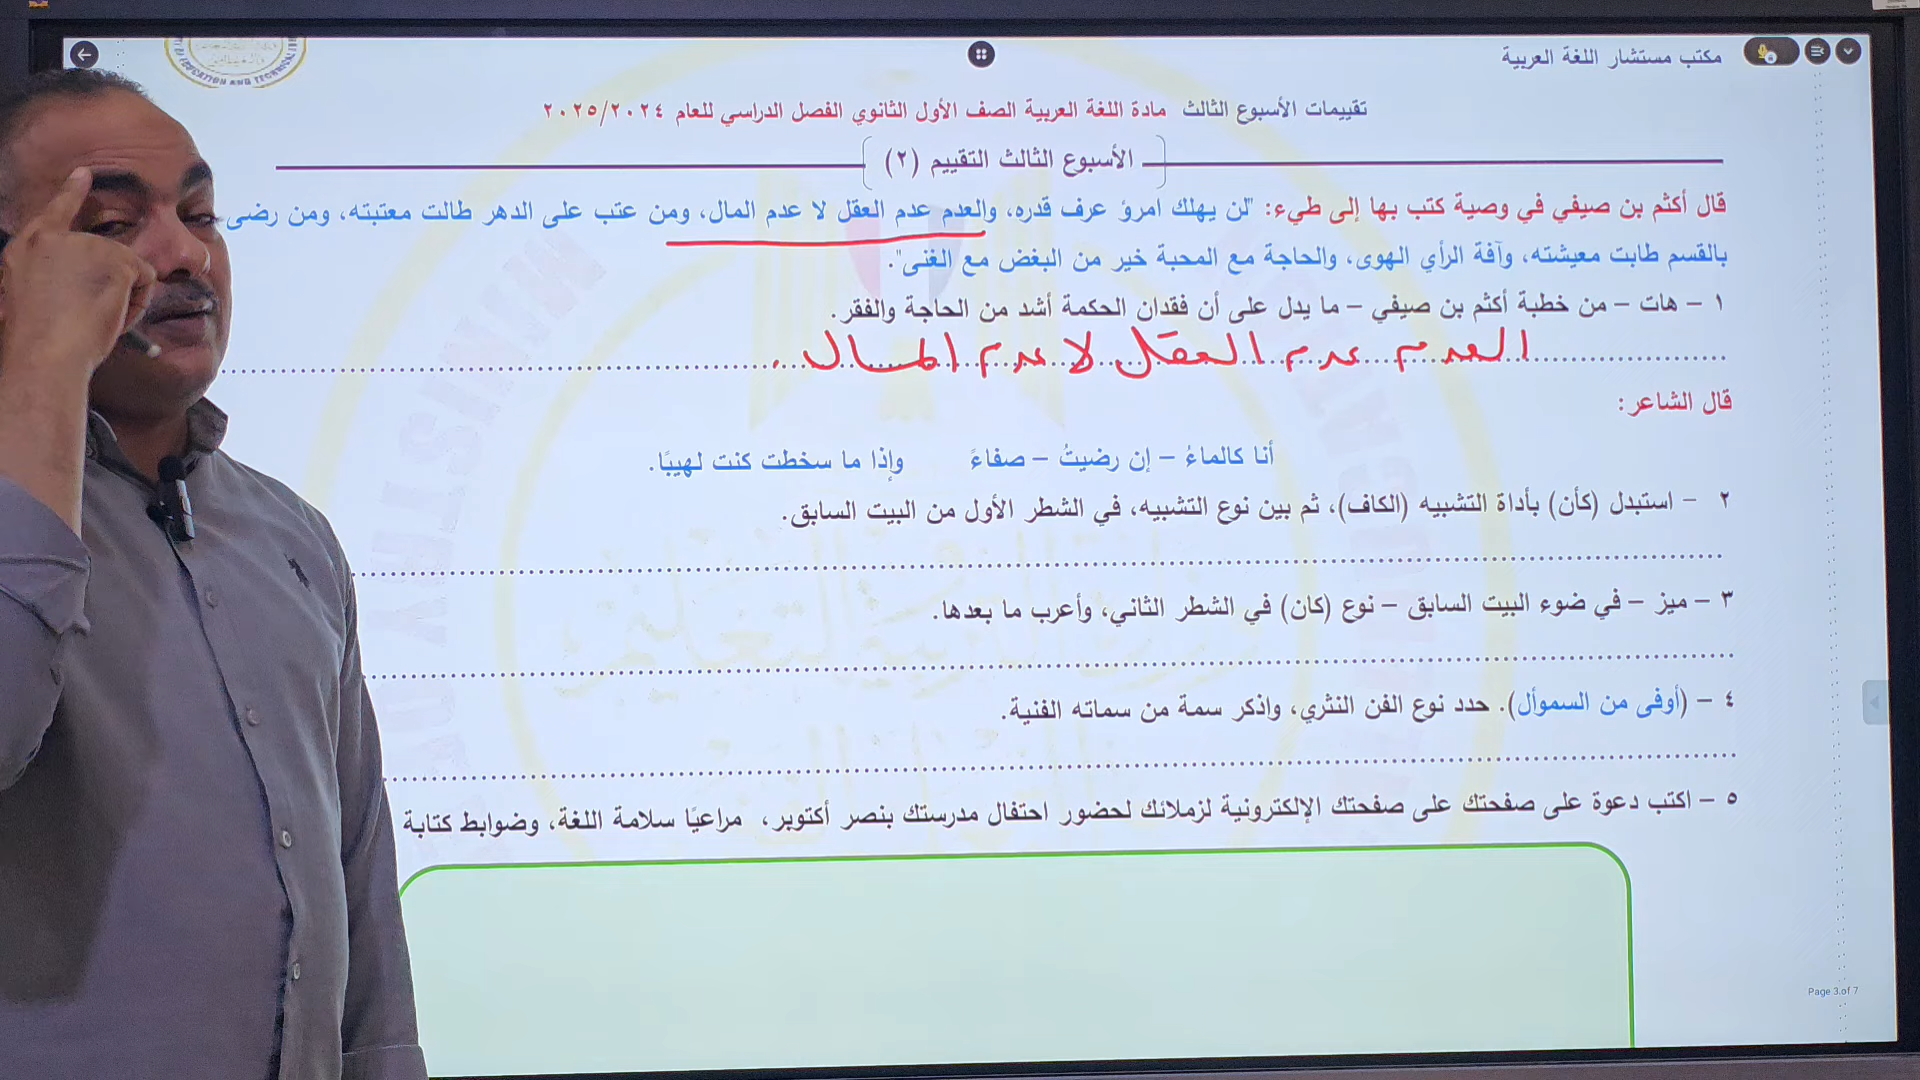 مكتب مستشار اللغة العربية
تقييمات الأسبوع الثالث مادة اللغة العربية الصف الأول الثانوي الفصل الدراسي للعام ٢٠٢٥/٢٠٢٤
الأسبوع الثالث التقييم (٢)
قال أكثم بن صيفي في وصية كتب بها إلى طيء: "لن يهلك امرؤ عرف قدره، والعدم عدم العقل لا عدم المال، ومن عتب على الدهر طالت معتبته، ومن رضى
بالقسم طابت معيشته، وآفة الرأي الهوى، والحاجة مع المحبة خير من البغض مع الغنى".
١ – هات – من خطبة أكثم بن صيفي – ما يدل على أن فقدان الحكمة أشد من الحاجة والفقر.
العدم عدم العقل لا عدم المال.
قال الشاعر:
أنا كالماءُ – إن رضيتُ – صفاءً وإذا ما سخطت كنت لهيبًا.
٢ – استبدل (كأن) بأداة التشبيه (الكاف)، ثم بين نوع التشبيه، في الشطر الأول من البيت السابق.
٣ – ميز – في ضوء البيت السابق – نوع (كان) في الشطر الثاني، وأعرب ما بعدها.
٤ – (أوفى من السموأل). حدد نوع الفن النثري، واذكر سمة من سماته الفنية.
٥ – اكتب دعوة على صفحتك على صفحتك الإلكترونية لزملائك لحضور احتفال مدرستك بنصر أكتوبر، مراعيًا سلامة اللغة، وضوابط كتابة
Page 3 of 7